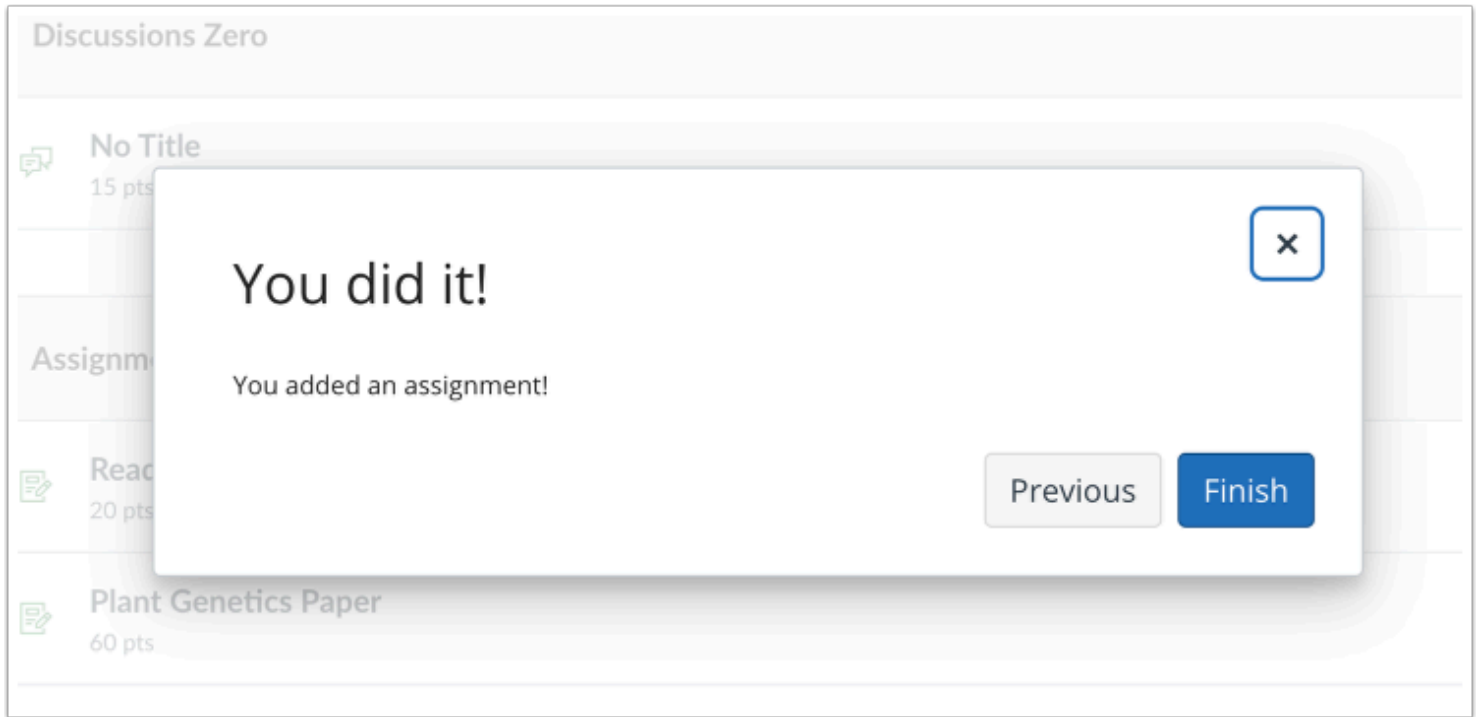 Discussions Zero
No Title
15 pts
You did it!
You added an assignment!
Previous
Finish
Plant Genetics Paper
60 pts
20 pts